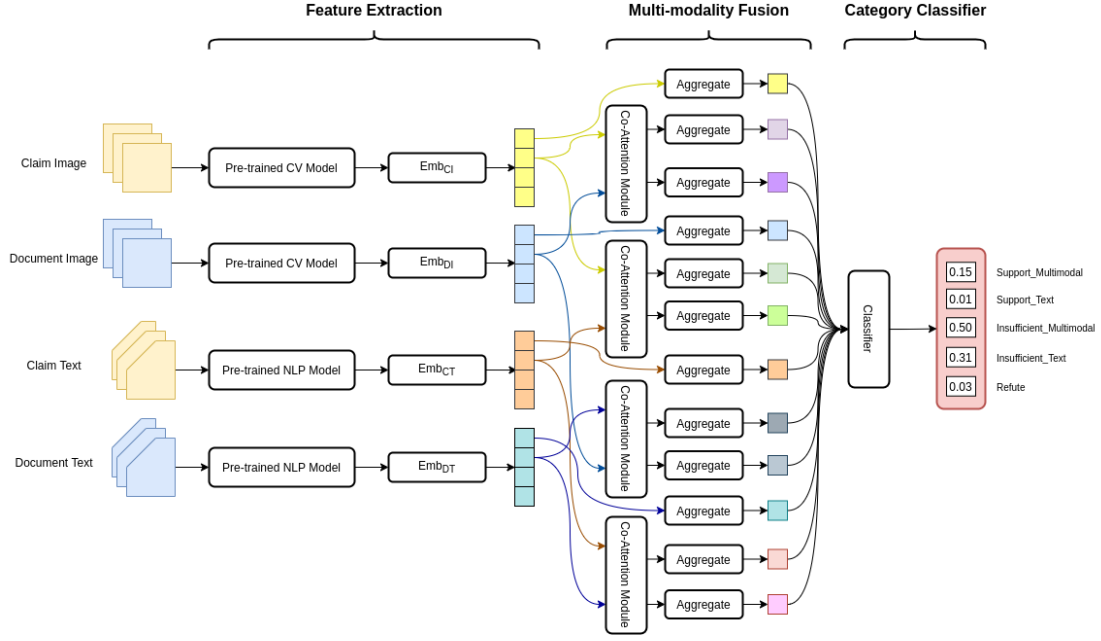 Feature Extraction
Multi-modality Fusion
Category Classifier
Claim Image
Pre-trained CV Model
Emb_CI
Document Image
Pre-trained CV Model
Emb_DI
Claim Text
Pre-trained NLP Model
Emb_CT
Document Text
Pre-trained NLP Model
Emb_DT
Co-Attention Module
Co-Attention Module
Co-Attention Module
Co-Attention Module
Aggregate
Aggregate
Aggregate
Aggregate
Aggregate
Aggregate
Aggregate
Aggregate
Aggregate
Aggregate
Aggregate
Aggregate
Classifier
0.15 Support_Multimodal
0.01 Support_Text
0.50 Insufficient_Multimodal
0.31 Insufficient_Text
0.03 Refute